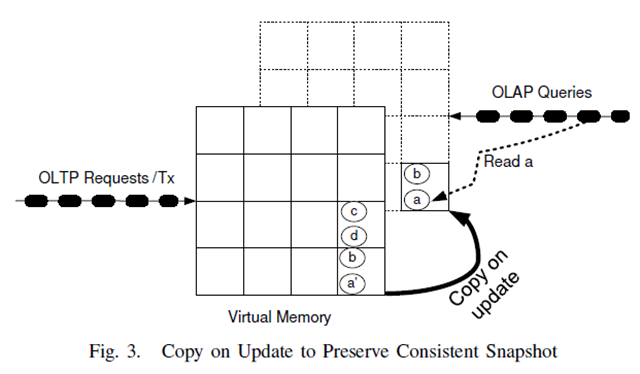 OLAP Queries
Read a
OLTP Requests /Tx
b
a
c
d
b
a'
Copy on
update
Virtual Memory
Fig. 3. Copy on Update to Preserve Consistent Snapshot